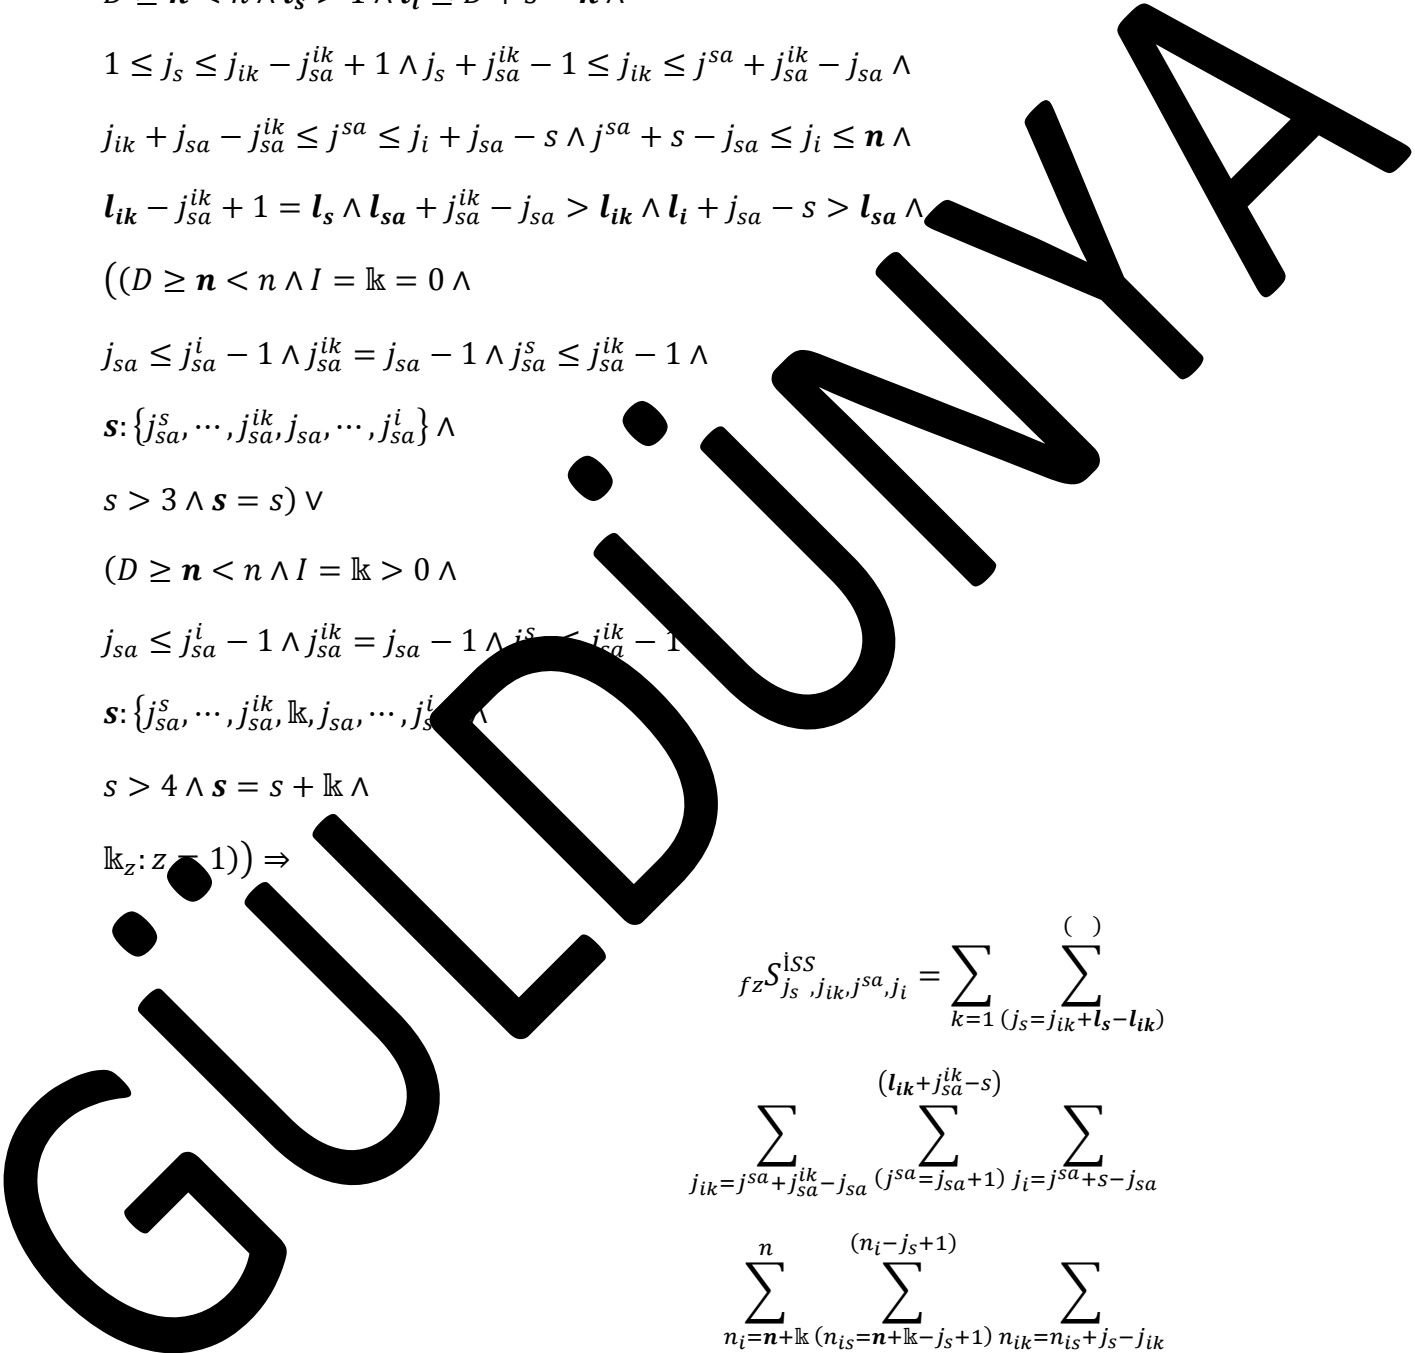 1 ≤ j_s ≤ j_{ik} − j_{sa}^{ik} + 1 ∧ j_s + j_{sa}^{ik} − 1 ≤ j_{ik} ≤ j^{sa} + j_{sa}^{ik} − j_{sa} ∧
j_{ik} + j_{sa} − j_{sa}^{ik} ≤ j^{sa} ≤ j_i + j_{sa} − s ∧ j^{sa} + s − j_{sa} ≤ j_i ≤ n ∧
l_{ik} − j_{sa}^{ik} + 1 = l_s ∧ l_{sa} + j_{sa}^{ik} − j_{sa} > l_{ik} ∧ l_i + j_{sa} − s > l_{sa} ∧
((D ≥ n < n ∧ I = 𝕜 = 0 ∧
j_{sa} ≤ j_{sa}^{i} − 1 ∧ j_{sa}^{ik} = j_{sa} − 1 ∧ j_{sa}^{s} ≤ j_{sa}^{ik} − 1 ∧
s: {j_{sa}^{s}, ⋯ , j_{sa}^{ik}, j_{sa}, ⋯ , j_{sa}^{i}} ∧
s > 3 ∧ s = s) ∨
(D ≥ n < n ∧ I = 𝕜 > 0 ∧
j_{sa} ≤ j_{sa}^{i} − 1 ∧ j_{sa}^{ik} = j_{sa} − 1 ∧ j_{sa}^{s} ≤ j_{sa}^{ik} − 1
s: {j_{sa}^{s}, ⋯ , j_{sa}^{ik}, 𝕜, j_{sa}, ⋯ , ∧
s > 4 ∧ s = s + 𝕜 ∧
𝕜_z: z = 1)) ⇒
_{fz}S_{j_s ,j_{ik},j^{sa},j_i}^{İSS} = ∑_{k=1} ∑_{(j_s=j_{ik}+l_s−l_{ik})}^{( )}
∑_{j_{ik}=j^{sa}+j_{sa}^{ik}−j_{sa}} ∑_{(j^{sa}=j_{sa}+1)}^{(l_{ik}+j_{sa}^{ik}−s)} ∑_{j_i=j^{sa}+s−j_{sa}}
∑_{n_i=n+𝕜}^{n} ∑_{(n_{is}=n+𝕜−j_s+1)}^{(n_i−j_s+1)} ∑_{n_{ik}=n_{is}+j_s−j_{ik}}
GÜLDÜNYA